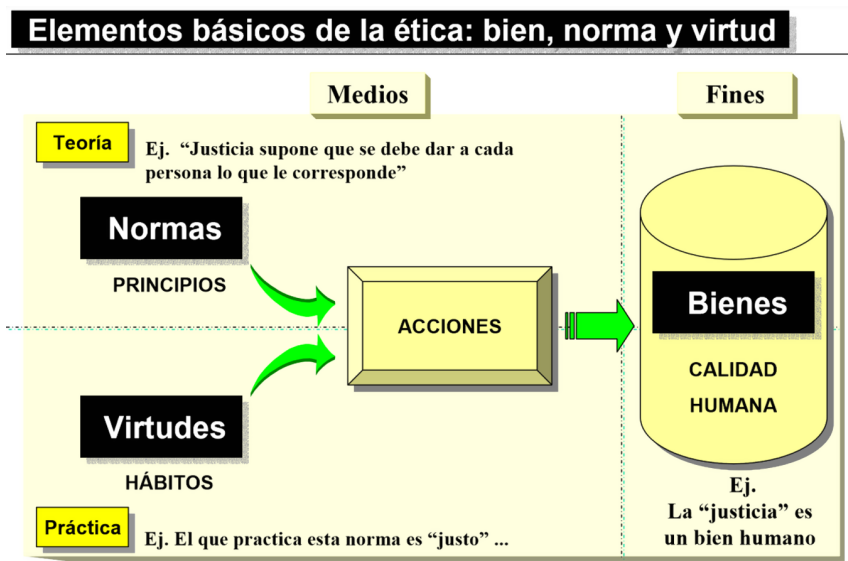 Elementos básicos de la ética: bien, norma y virtud
Medios
Fines
Teoría
Ej. “Justicia supone que se debe dar a cada
persona lo que le corresponde”
Normas
PRINCIPIOS
ACCIONES
Bienes
CALIDAD
HUMANA
Virtudes
HÁBITOS
Práctica
Ej. El que practica esta norma es “justo” ...
Ej.
La “justicia” es
un bien humano